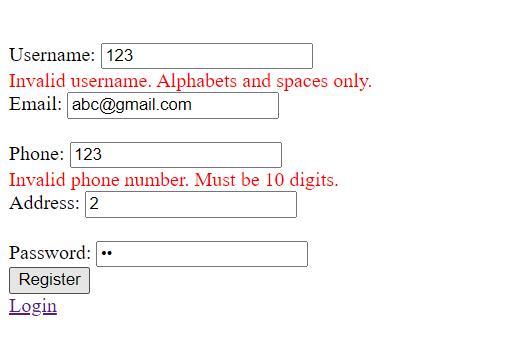 Username: 123
Invalid username. Alphabets and spaces only.
Email: abc@gmail.com
Phone: 123
Invalid phone number. Must be 10 digits.
Address: 2
Password: ••
Register
Login